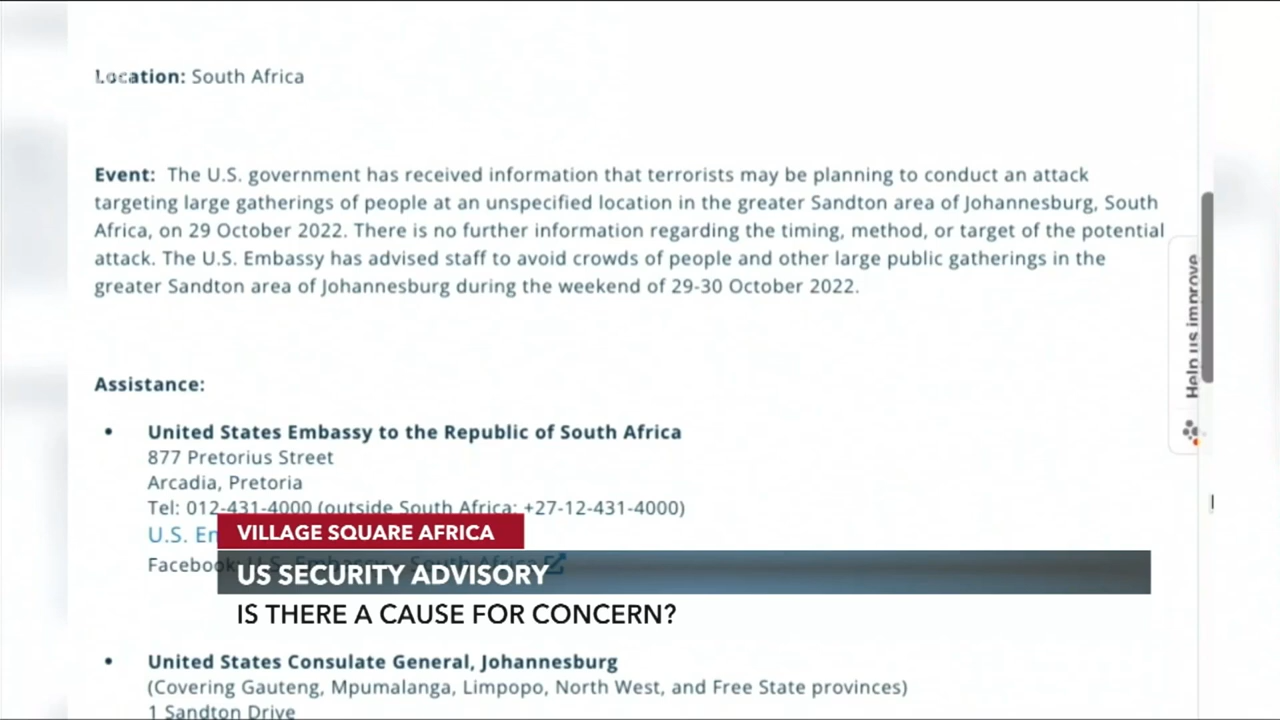 Location: South Africa
Event: The U.S. government has received information that terrorists may be planning to conduct an attack
targeting large gatherings of people at an unspecified location in the greater Sandton area of Johannesburg, South
Africa, on 29 October 2022. There is no further information regarding the timing, method, or target of the potential
attack. The U.S. Embassy has advised staff to avoid crowds of people and other large public gatherings in the
greater Sandton area of Johannesburg during the weekend of 29-30 October 2022.
Help us improve
Assistance:
• United States Embassy to the Republic of South Africa
877 Pretorius Street
Arcadia, Pretoria
Tel: 012-431-4000 (outside South Africa: +27-12-431-4000)
U.S.
Facebook: U.S. Embassy South Africa
VILLAGE SQUARE AFRICA
US SECURITY ADVISORY
IS THERE A CAUSE FOR CONCERN?
• United States Consulate General, Johannesburg
(Covering Gauteng, Mpumalanga, Limpopo, North West, and Free State provinces)
1 Sandton Drive